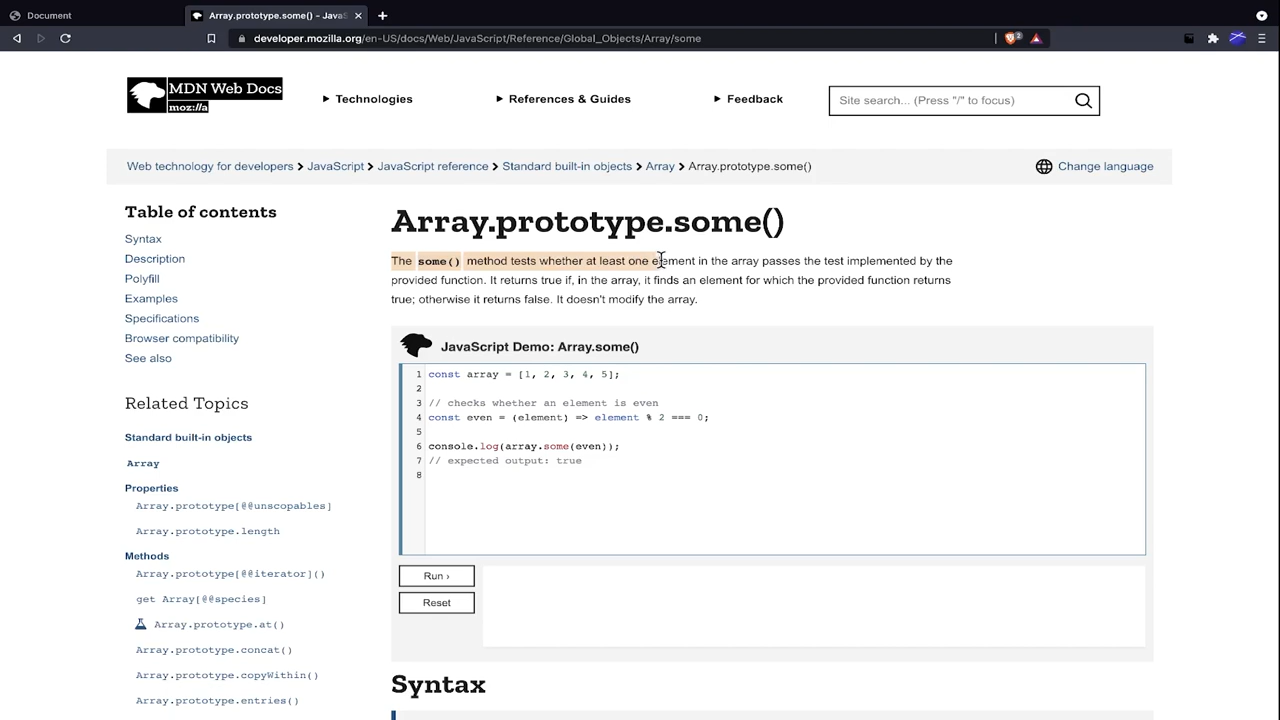 Document
Array.prototype.some() - JavaS
developer.mozilla.org/en-US/docs/Web/JavaScript/Reference/Global_Objects/Array/some
2
MDN Web Docs
moz://a
Technologies
References & Guides
Feedback
Site search... (Press "/" to focus)
Web technology for developers
JavaScript
JavaScript reference
Standard built-in objects
Array
Array.prototype.some()
Change language
Table of contents
Syntax
Description
Polyfill
Examples
Specifications
Browser compatibility
See also
Related Topics
Standard built-in objects
Array
Properties
Array.prototype[@@unscopables]
Array.prototype.length
Methods
Array.prototype[@@iterator]()
get Array[@@species]
Array.prototype.at()
Array.prototype.concat()
Array.prototype.copyWithin()
Array.prototype.entries()
Array.prototype.some()
The some() method tests whether at least one element in the array passes the test implemented by the
provided function. It returns true if, in the array, it finds an element for which the provided function returns
true; otherwise it returns false. It doesn't modify the array.
JavaScript Demo: Array.some()
1 const array = [1, 2, 3, 4, 5];
2
3 // checks whether an element is even
4 const even = (element) => element % 2 === 0;
5
6 console.log(array.some(even));
7 // expected output: true
8
Run ›
Reset
Syntax